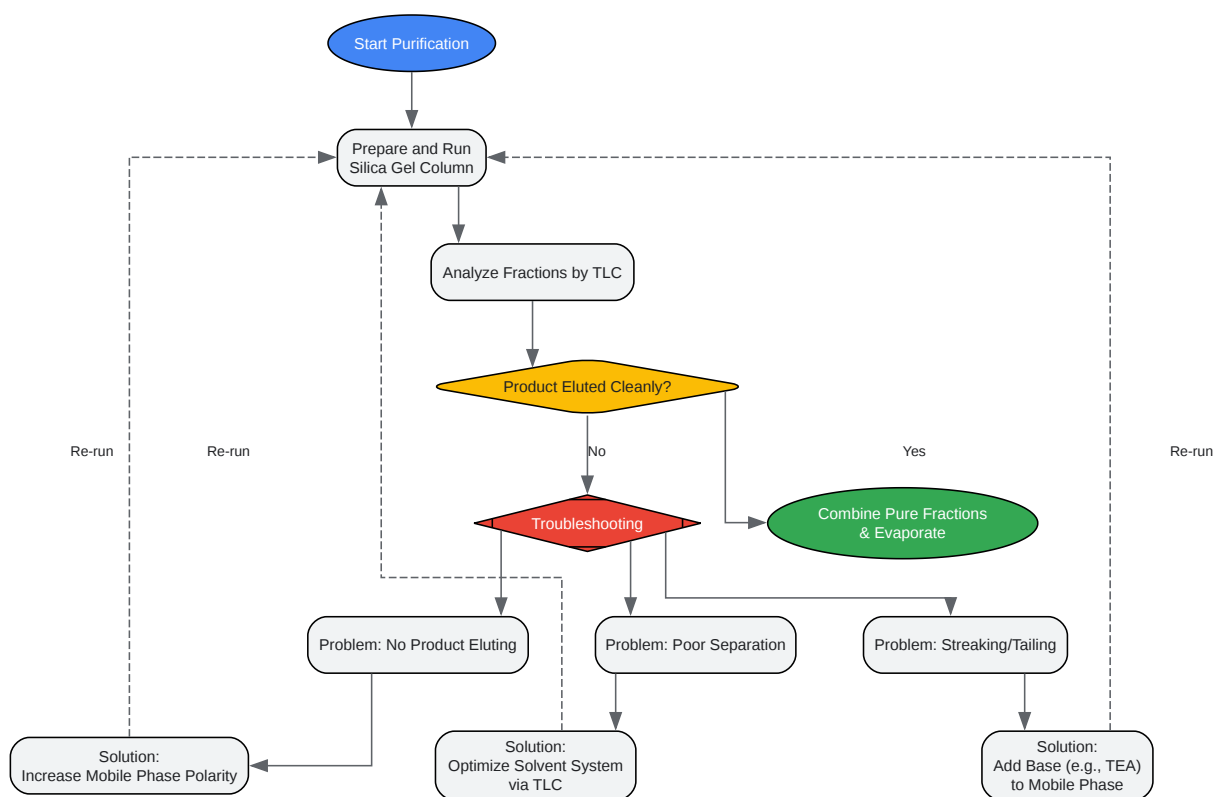 Start Purification
Prepare and Run
Silica Gel Column
Analyze Fractions by TLC
Product Eluted Cleanly?
Re-run
Re-run
No
Yes
Re-run
Combine Pure Fractions
& Evaporate
Troubleshooting
Problem: No Product Eluting
Problem: Poor Separation
Problem: Streaking/Tailing
Solution:
Increase Mobile Phase Polarity
Solution:
Optimize Solvent System
via TLC
Solution:
Add Base (e.g., TEA)
to Mobile Phase